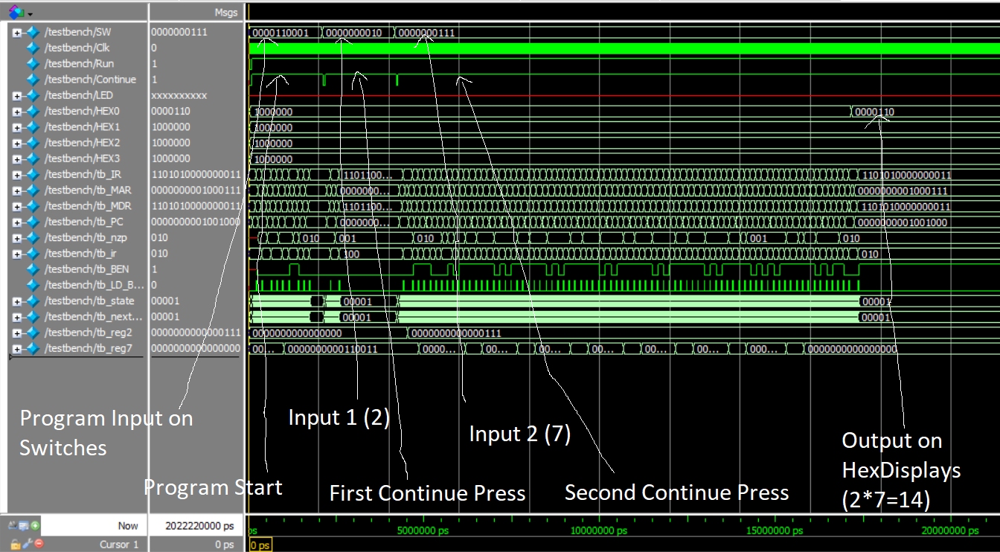 Msgs
/testbench/SW 0000000111 0000110001 0000000010 0000000111
/testbench/Clk 0
/testbench/Run 1
/testbench/Continue 1
/testbench/LED xxxxxxxxxx
/testbench/HEX0 0000110 1000000 0000110
/testbench/HEX1 1000000 1000000
/testbench/HEX2 1000000 1000000
/testbench/HEX3 1000000 1000000
/testbench/tb_IR 1101010000000011 1101100... 1101010000000011
/testbench/tb_MAR 0000000001000111 0000000... 0000000001000111
/testbench/tb_MDR 1101010000000011 1101100... 1101010000000011
/testbench/tb_PC 0000000001001000 0000000... 0000000001001000
/testbench/tb_nzp 010 010 001 010 001 010
/testbench/tb_ir 010 010
/testbench/tb_BEN 1
/testbench/tb_LD_B... 0
/testbench/tb_state 00001 00001 00001
/testbench/tb_next... 00001 00001 00001
/testbench/tb_reg2 0000000000000111 0000000000000000 0000000000000111
/testbench/tb_reg7 0000000000000000 00... 0000000000110011 0000... 00... 00... 00... 00... 00... 000... 0000000000000000
Program Input on
Switches
Input 1 (2)
Input 2 (7)
Program Start
First Continue Press
Second Continue Press
Output on
HexDisplays
(2*7=14)
Now 2022220000 ps
Cursor 1 0 ps
ps 5000000 ps 10000000 ps 15000000 ps 20000000 ps
0 ps